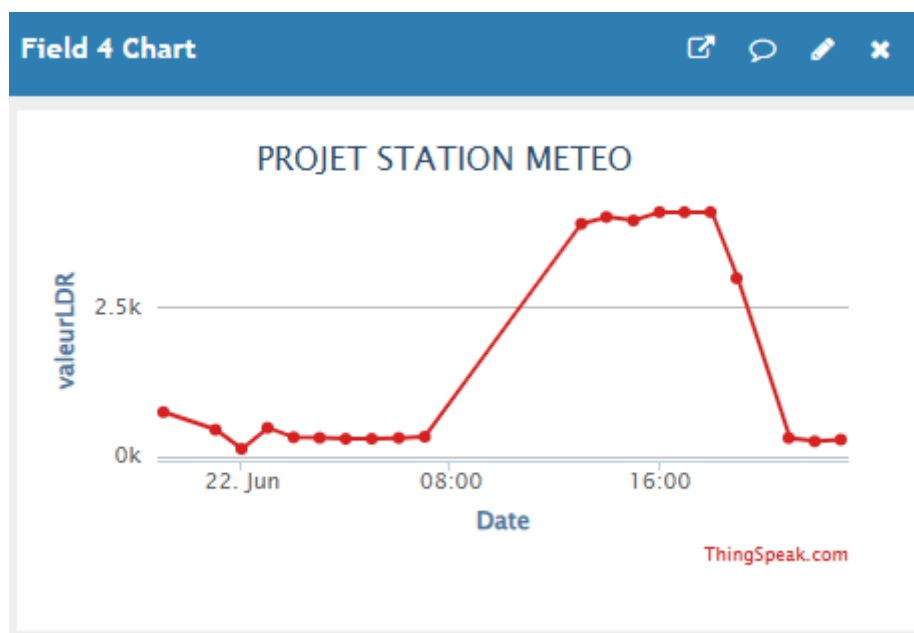 Field 4 Chart
PROJET STATION METEO
valeurLDR
2.5k
0k
22. Jun
08:00
16:00
Date
ThingSpeak.com